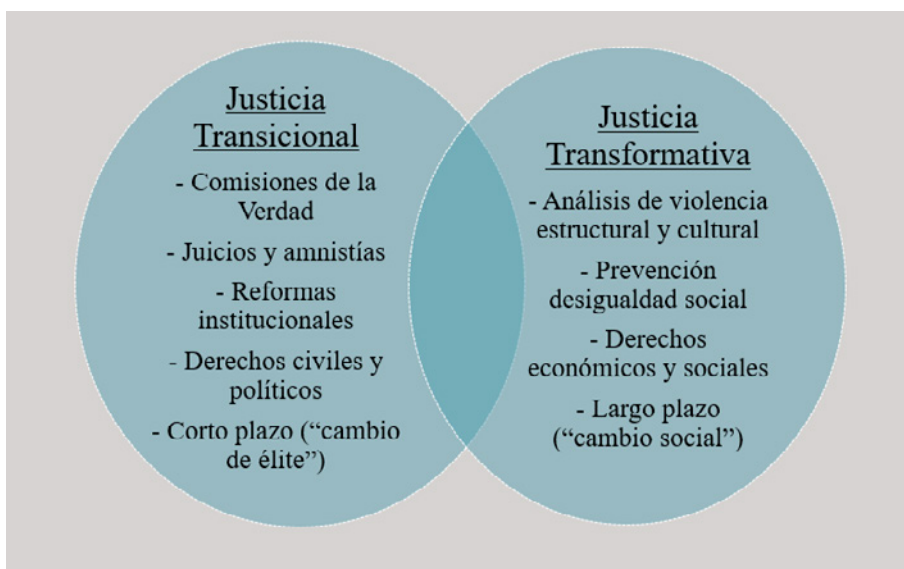 Justicia
Transicional
- Comisiones de la
Verdad
- Juicios y amnistías
- Reformas
institucionales
- Derechos civiles y
políticos
- Corto plazo (“cambio
de élite”)
Justicia
Transformativa
- Análisis de violencia
estructural y cultural
- Prevención
desigualdad social
- Derechos
económicos y sociales
- Largo plazo
(“cambio social”)